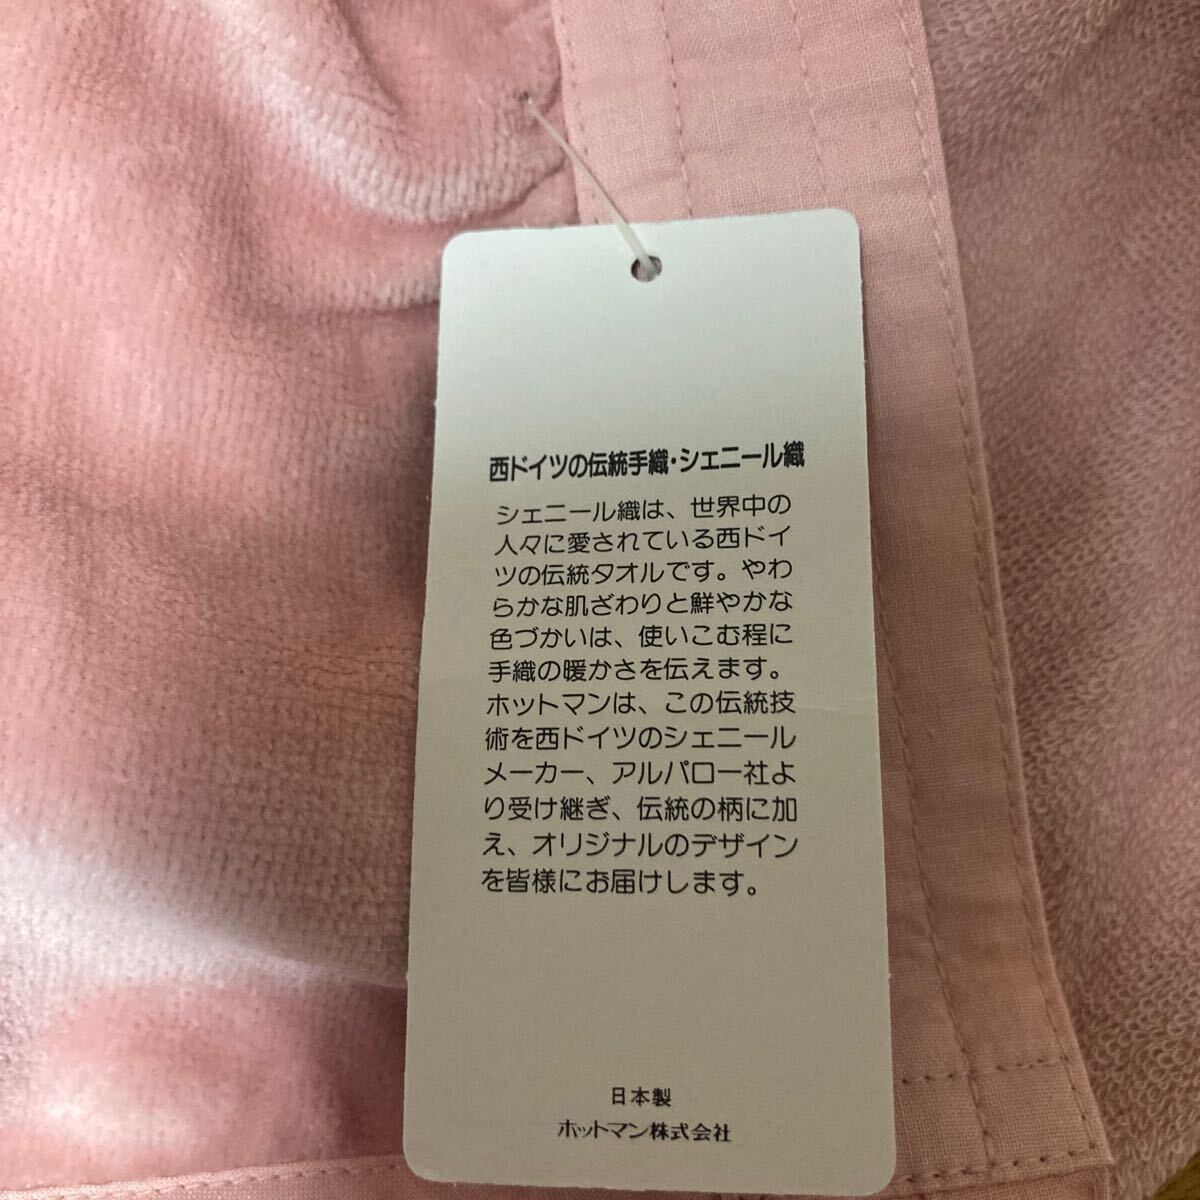 西ドイツの伝統手織・シェニール織
シェニール織は、世界中の
人々に愛されている西ドイ
ツの伝統タオルです。やわ
らかな肌ざわりと鮮やかな
色づかいは、使いこむ程に
手織の暖かさを伝えます。
ホットマンは、この伝統技
術を西ドイツのシェニール
メーカー、アルパロー社よ
り受け継ぎ、伝統の柄に加
え、オリジナルのデザイン
を皆様にお届けします。
日本製
ホットマン株式会社